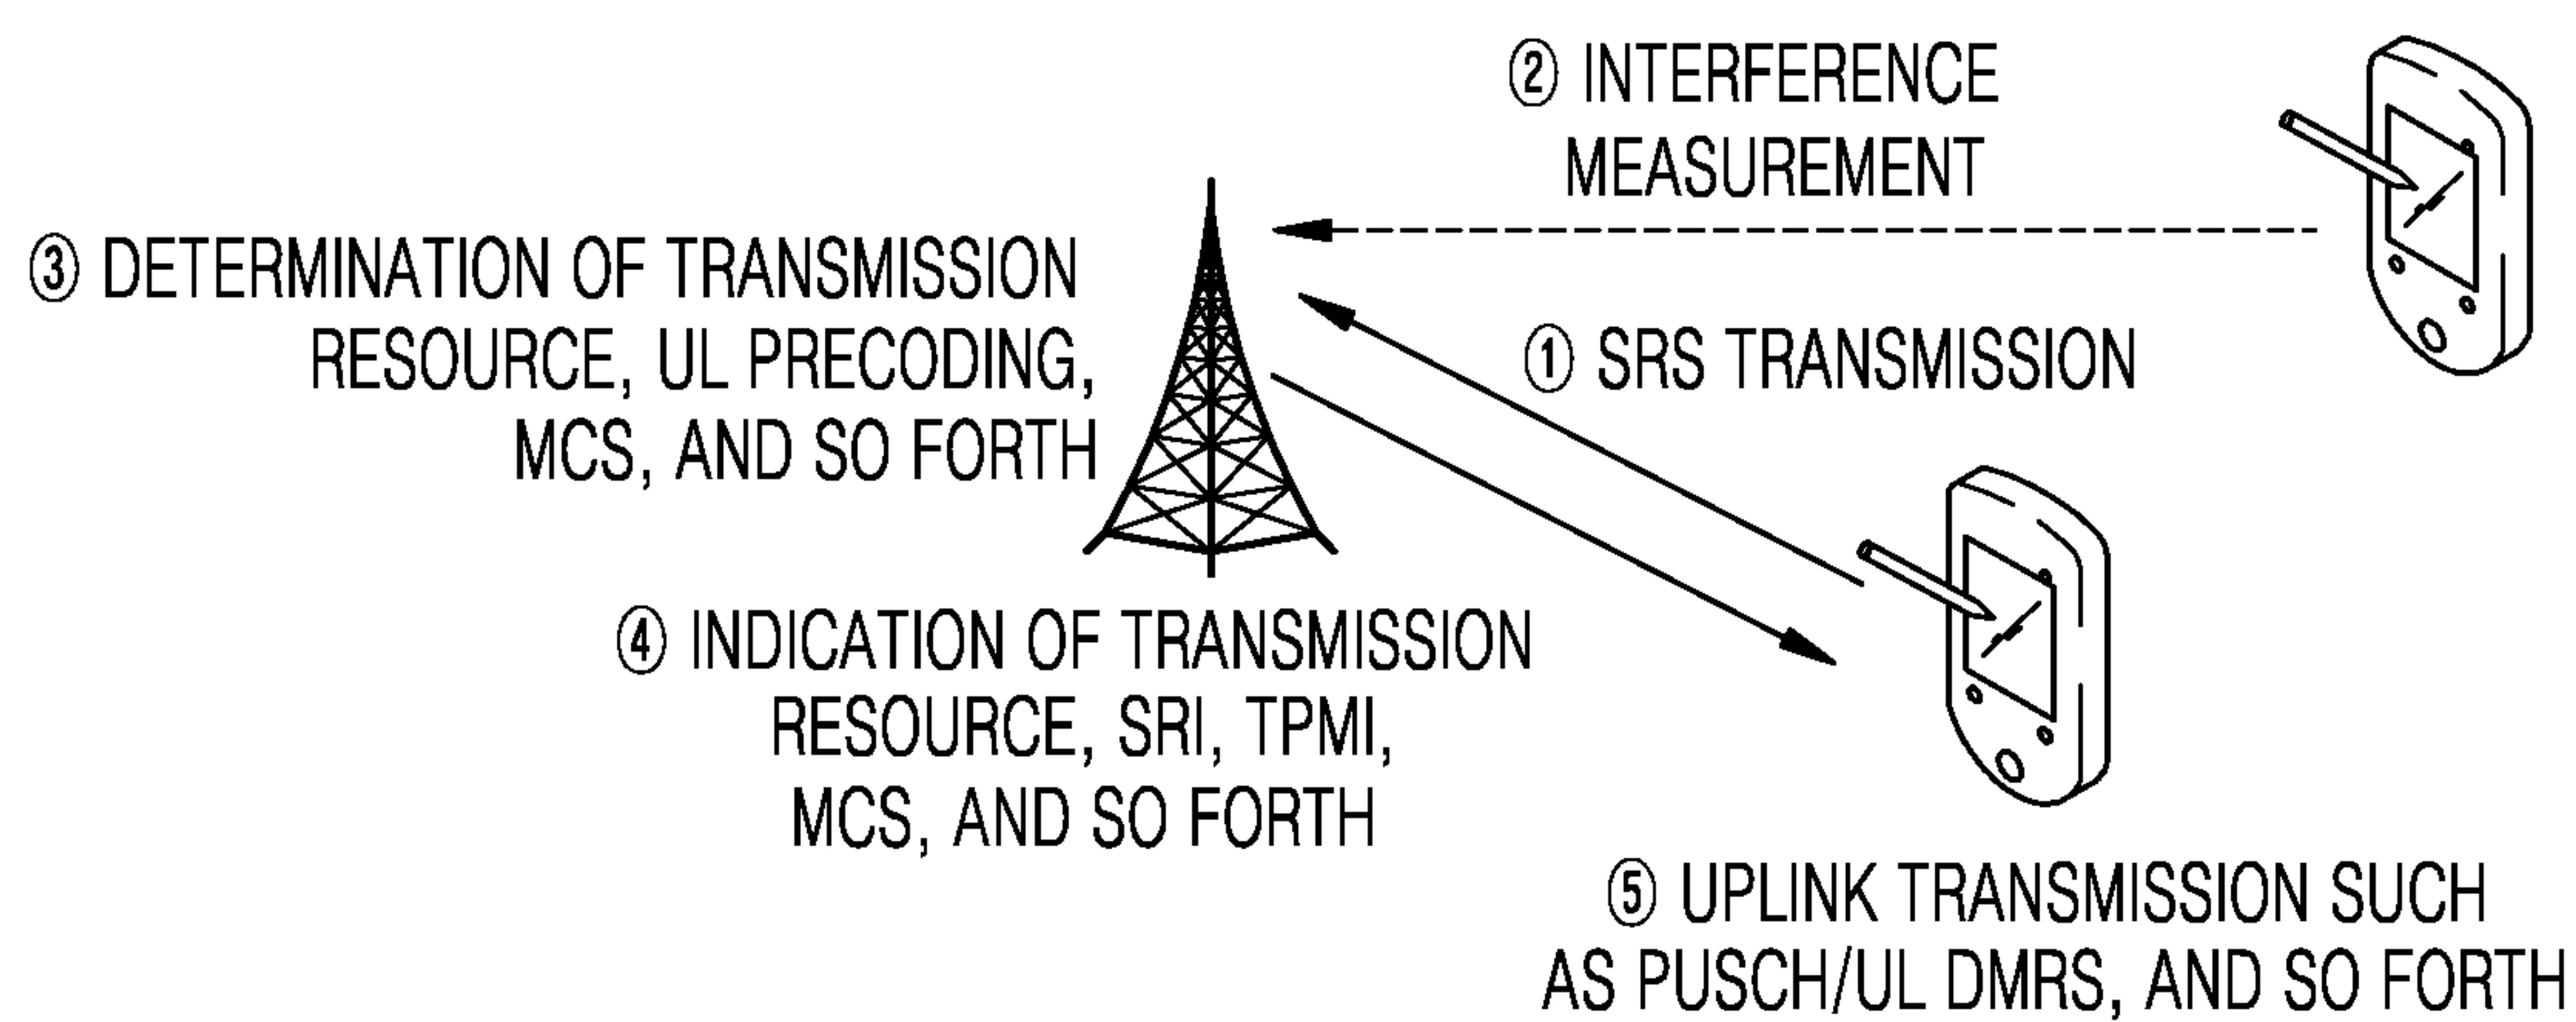 ② INTERFERENCE
MEASUREMENT
③ DETERMINATION OF TRANSMISSION
RESOURCE, UL PRECODING,
MCS, AND SO FORTH
① SRS TRANSMISSION
④ INDICATION OF TRANSMISSION
RESOURCE, SRI, TPMI,
MCS, AND SO FORTH
⑤ UPLINK TRANSMISSION SUCH
AS PUSCH/UL DMRS, AND SO FORTH